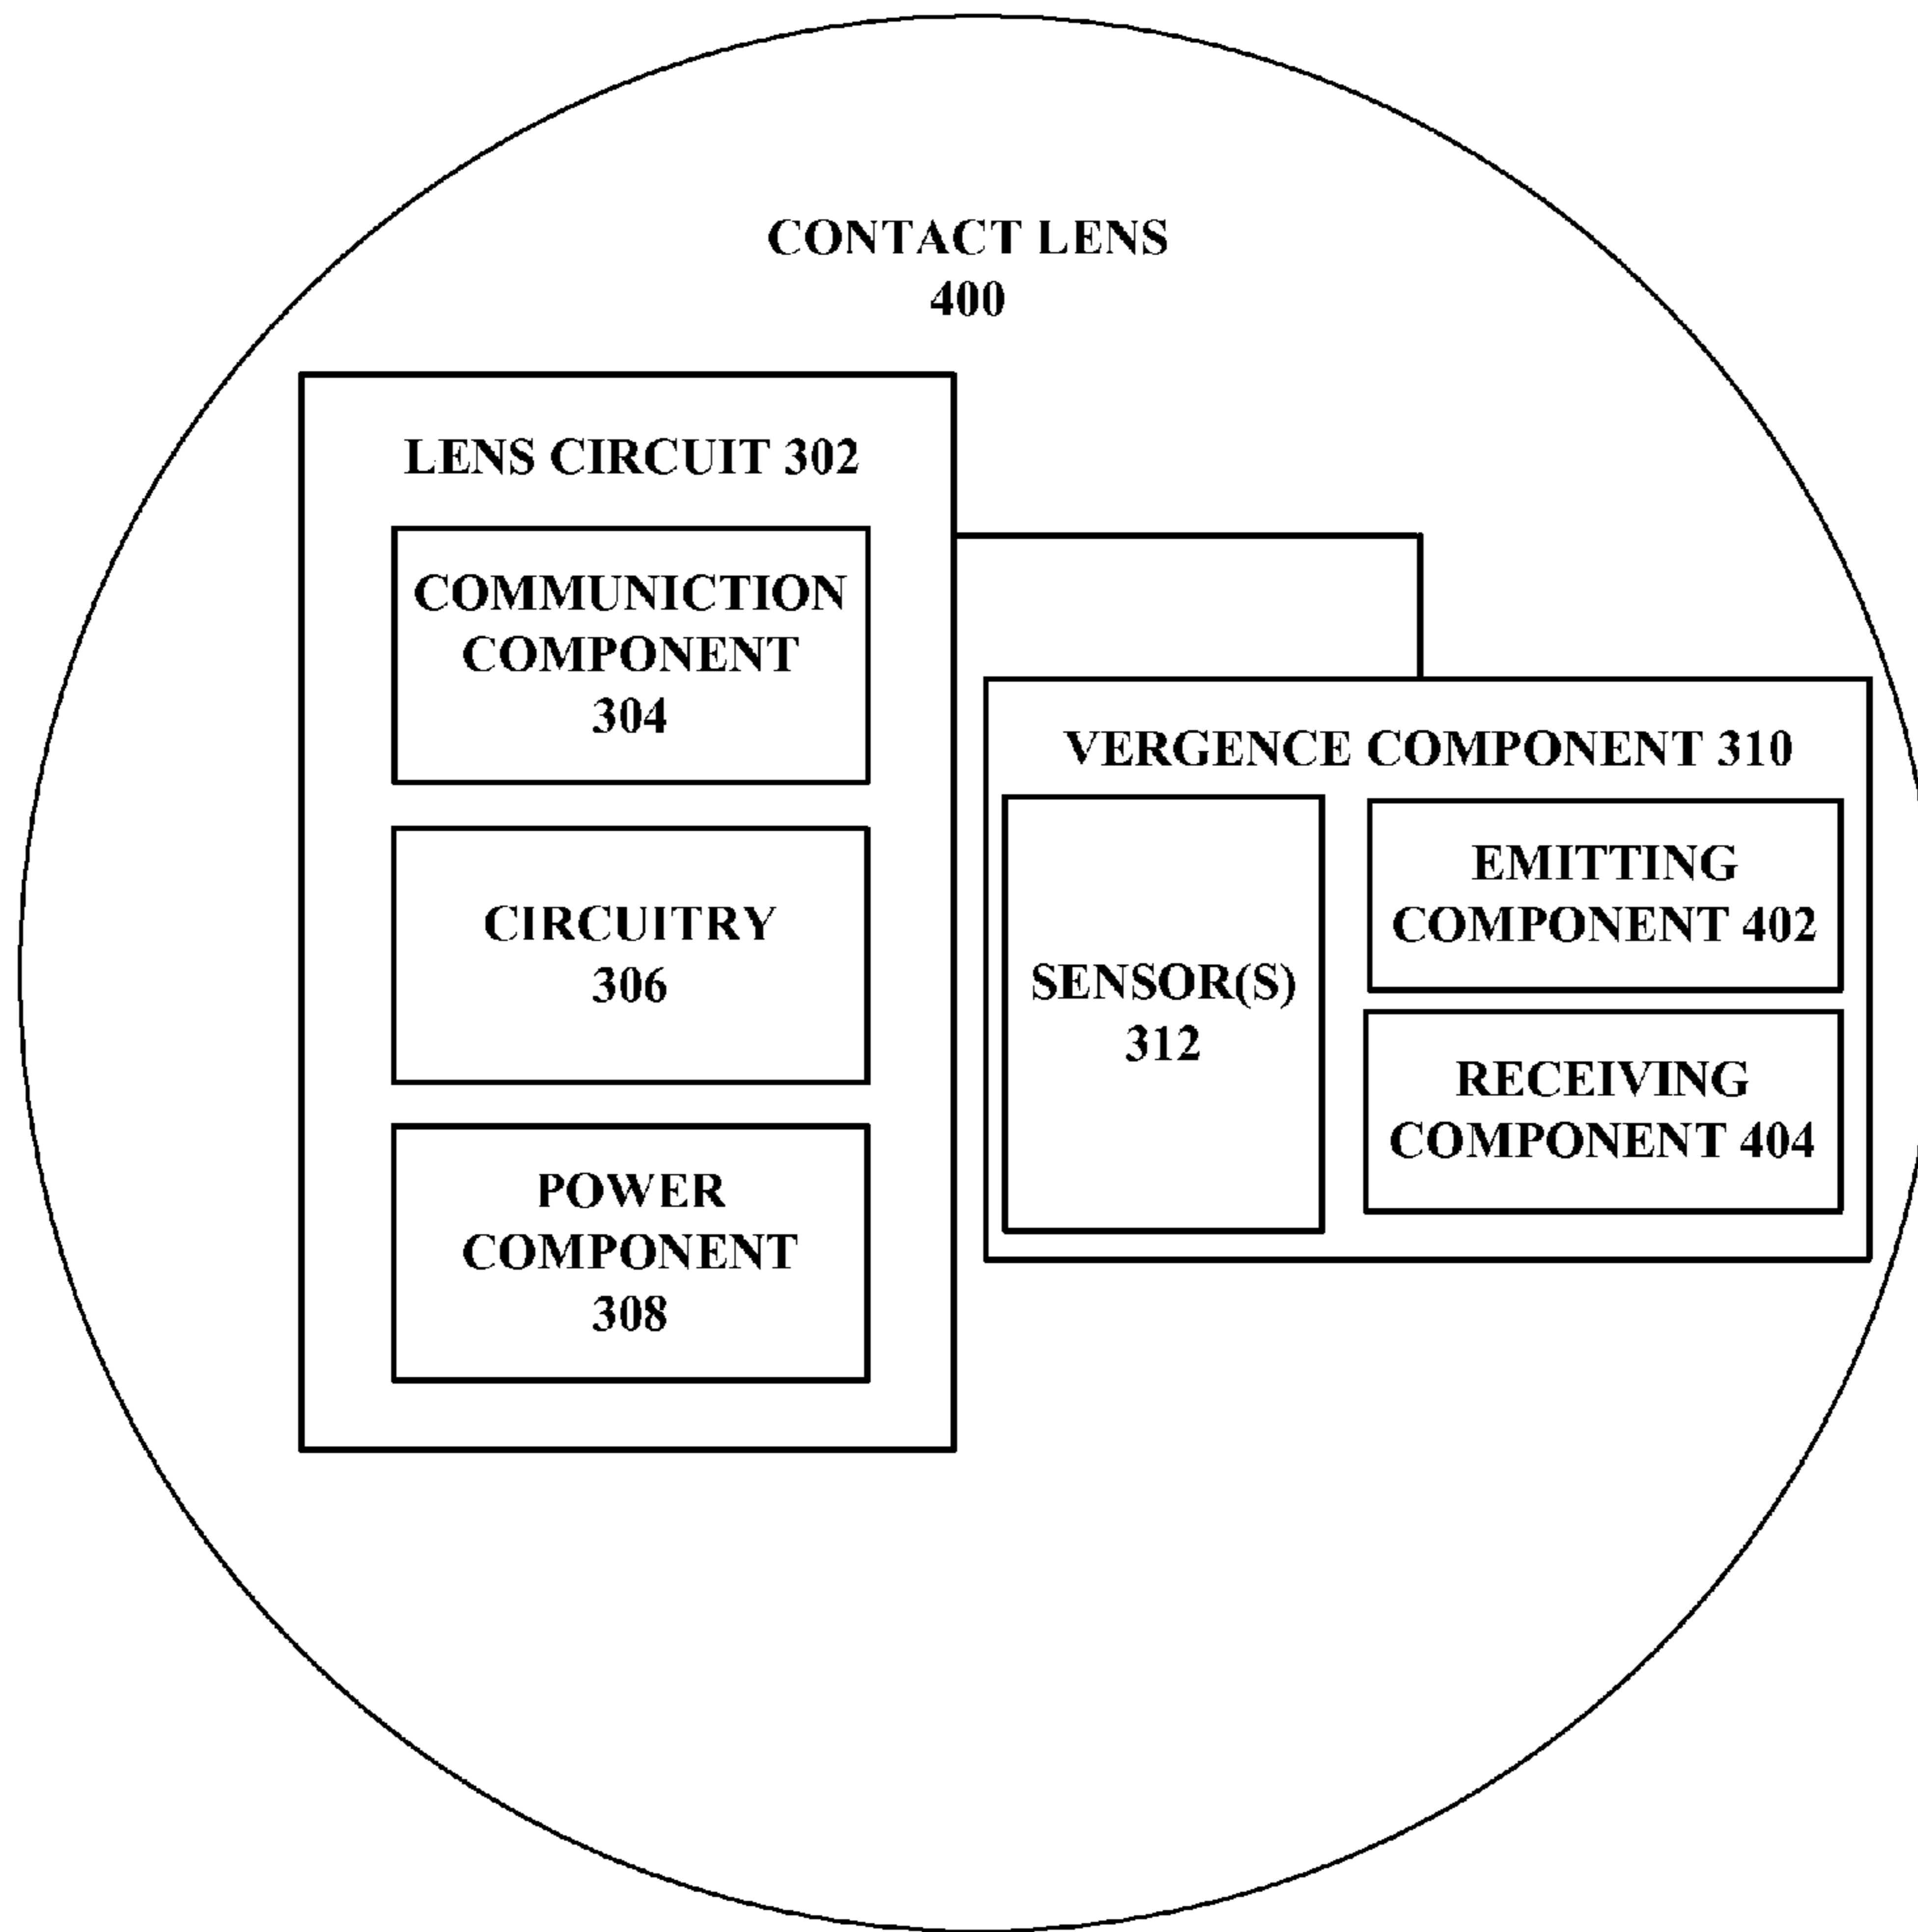 CONTACT LENS
400
LENS CIRCUIT 302
COMMUNICTION
COMPONENT
304
CIRCUITRY
306
POWER
COMPONENT
308
VERGENCE COMPONENT 310
SENSOR(S)
312
EMITTING
COMPONENT 402
RECEIVING
COMPONENT 404